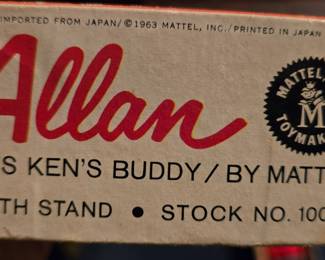 IMPORTED FROM JAPAN/©1963 MATTEL, INC./PRINTED IN JAPAN
Allan
MATTEL
M
TOYMAK
S KEN'S BUDDY/BY MATT
TH STAND • STOCK NO. 100